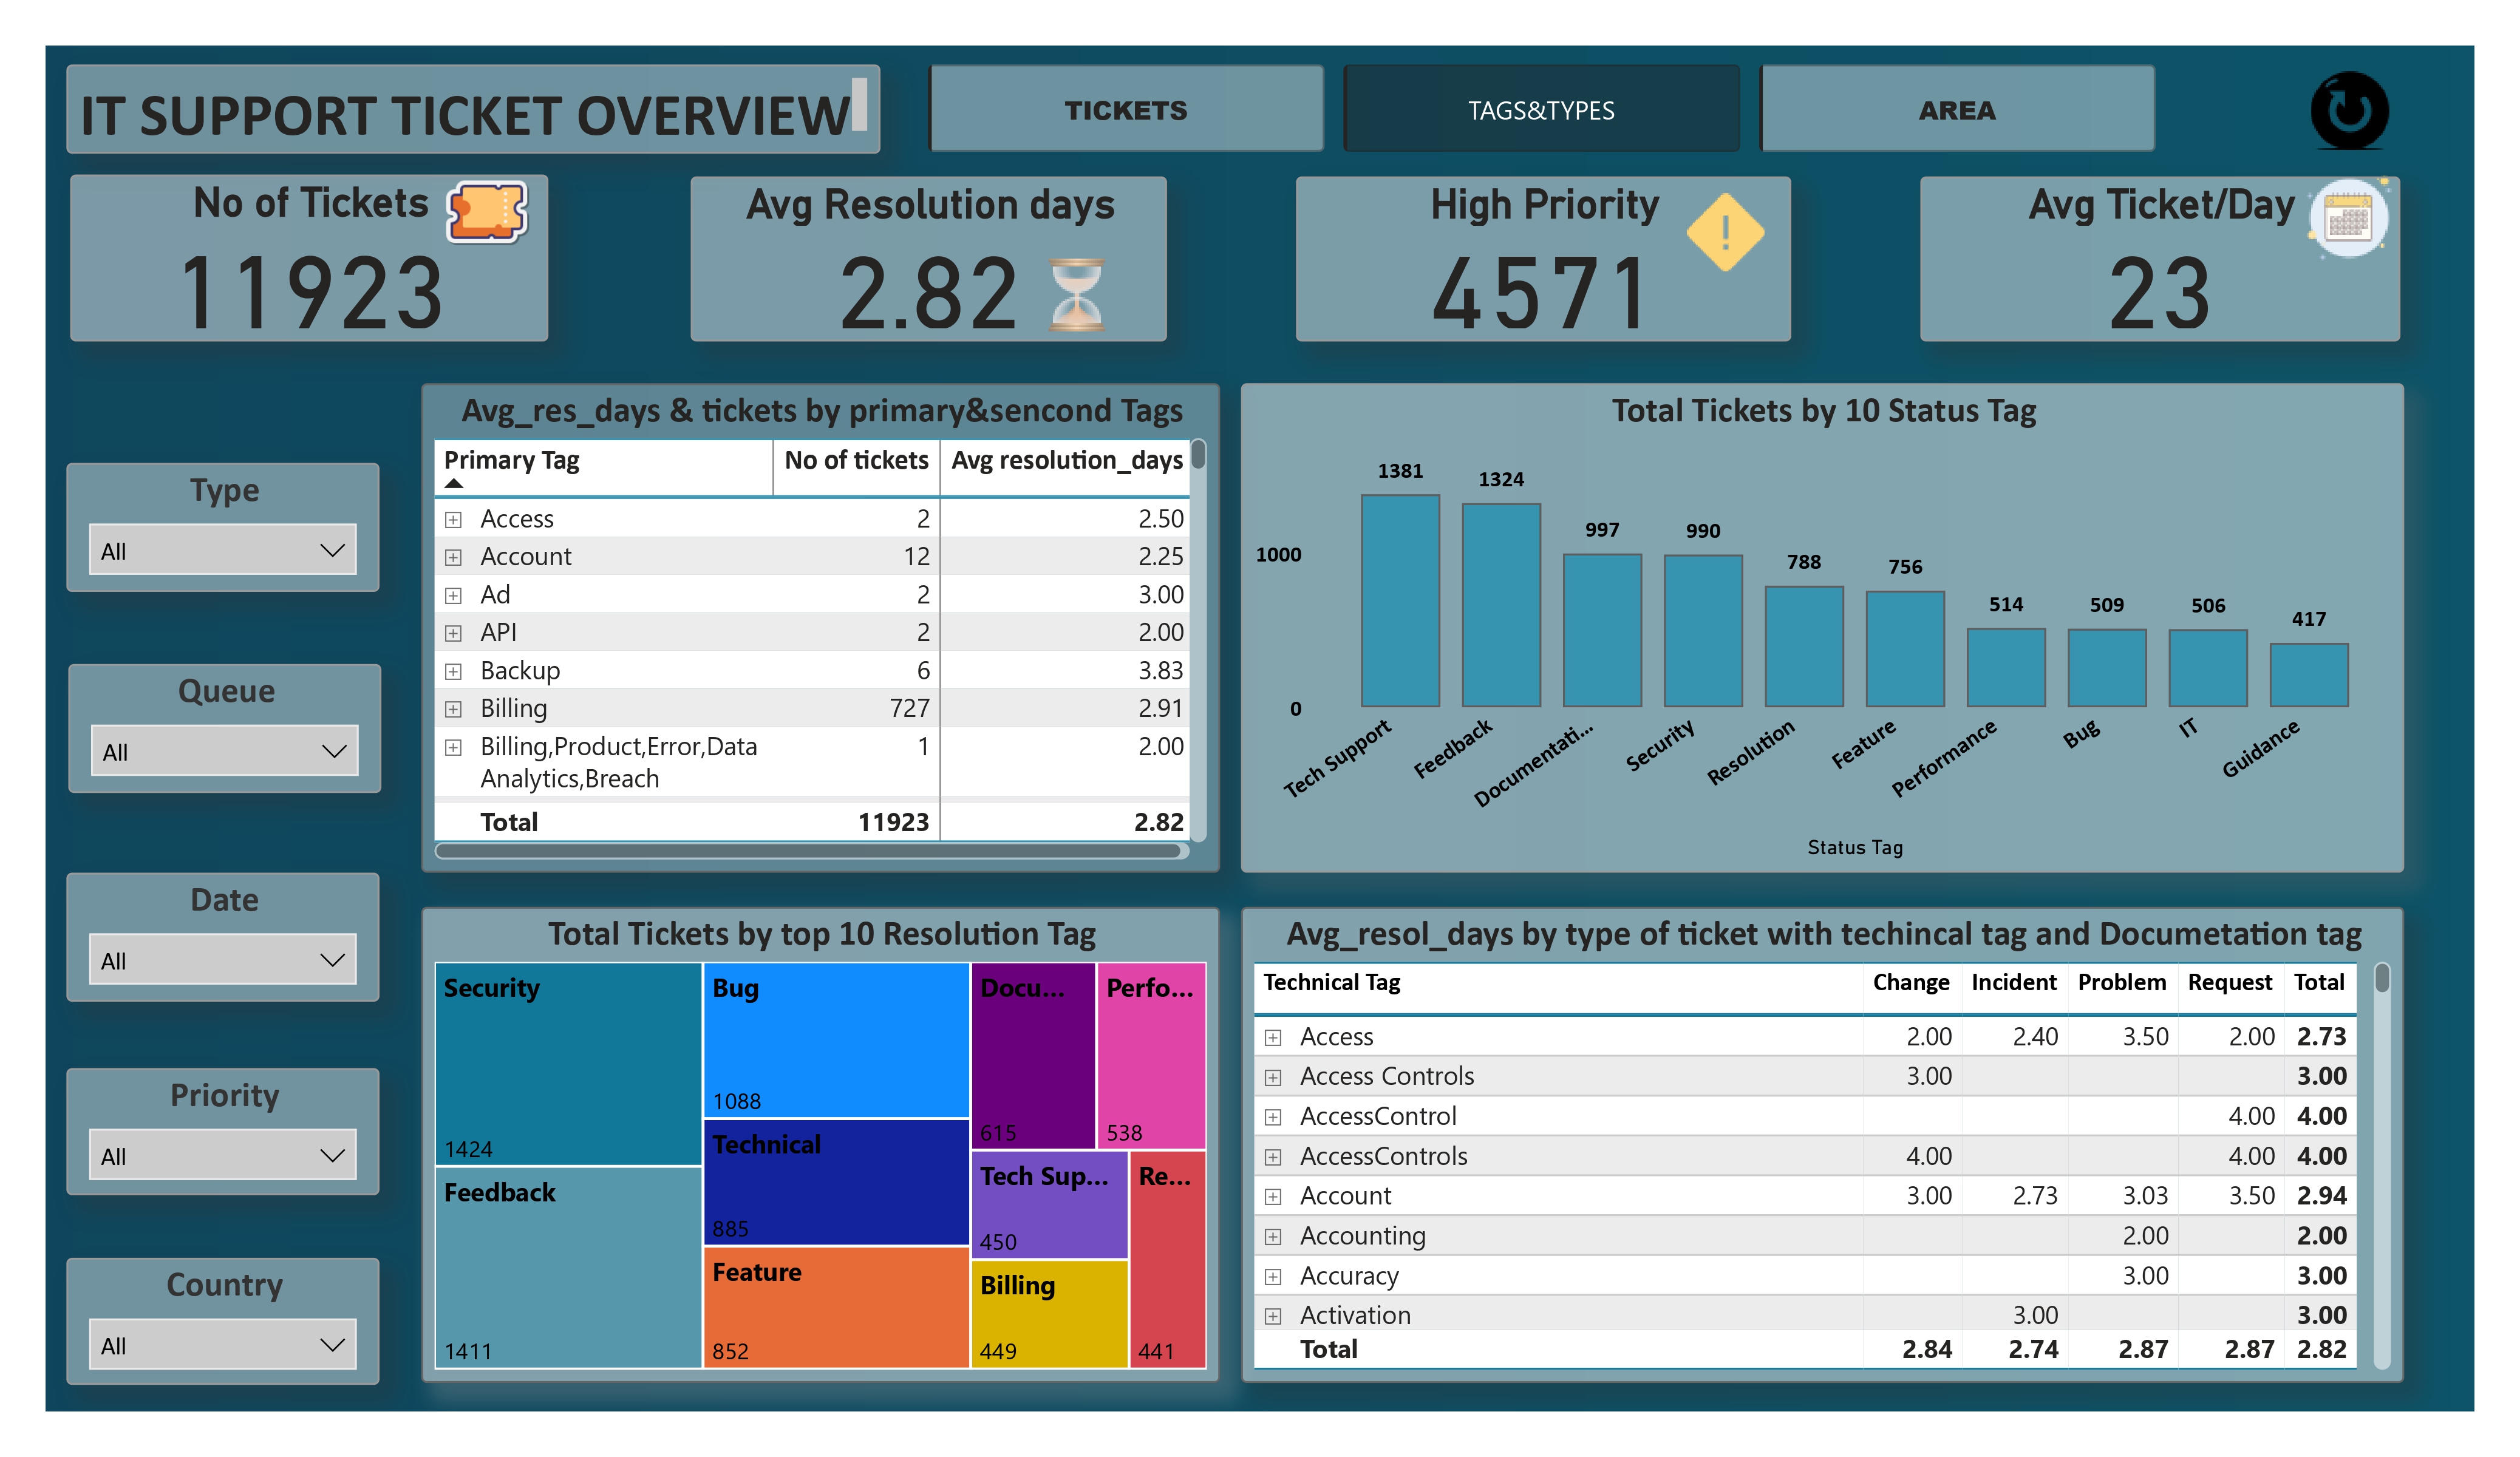 IT SUPPORT TICKET OVERVIEW
TICKETS
TAGS&TYPES
AREA
No of Tickets
11923
Avg Resolution days
2.82
High Priority
4571
Avg Ticket/Day
23
Type
All
Queue
All
Date
All
Priority
All
Country
All
Avg_res_days & tickets by primary&sencond Tags
Primary Tag No of tickets Avg resolution_days
Access 2 2.50
Account 12 2.25
Ad 2 3.00
API 2 2.00
Backup 6 3.83
Billing 727 2.91
Billing,Product,Error,Data 1 2.00
Analytics,Breach
Total 11923 2.82
Total Tickets by 10 Status Tag
1000
0
1381
1324
997
990
788
756
514
509
506
417
Tech Support
Feedback
Documentati...
Security
Resolution
Feature
Performance
Bug
IT
Guidance
Status Tag
Total Tickets by top 10 Resolution Tag
Security
1424
Feedback
1411
Bug
1088
Technical
885
Feature
852
Docu...
615
Perfo...
538
Tech Sup...
450
Billing
449
Re...
441
Avg_resol_days by type of ticket with techincal tag and Documetation tag
Technical Tag Change Incident Problem Request Total
Access 2.00 2.40 3.50 2.00 2.73
Access Controls 3.00 3.00
AccessControl 4.00 4.00
AccessControls 4.00 4.00 4.00
Account 3.00 2.73 3.03 3.50 2.94
Accounting 2.00 2.00
Accuracy 3.00 3.00
Activation 3.00 3.00
Total 2.84 2.74 2.87 2.87 2.82